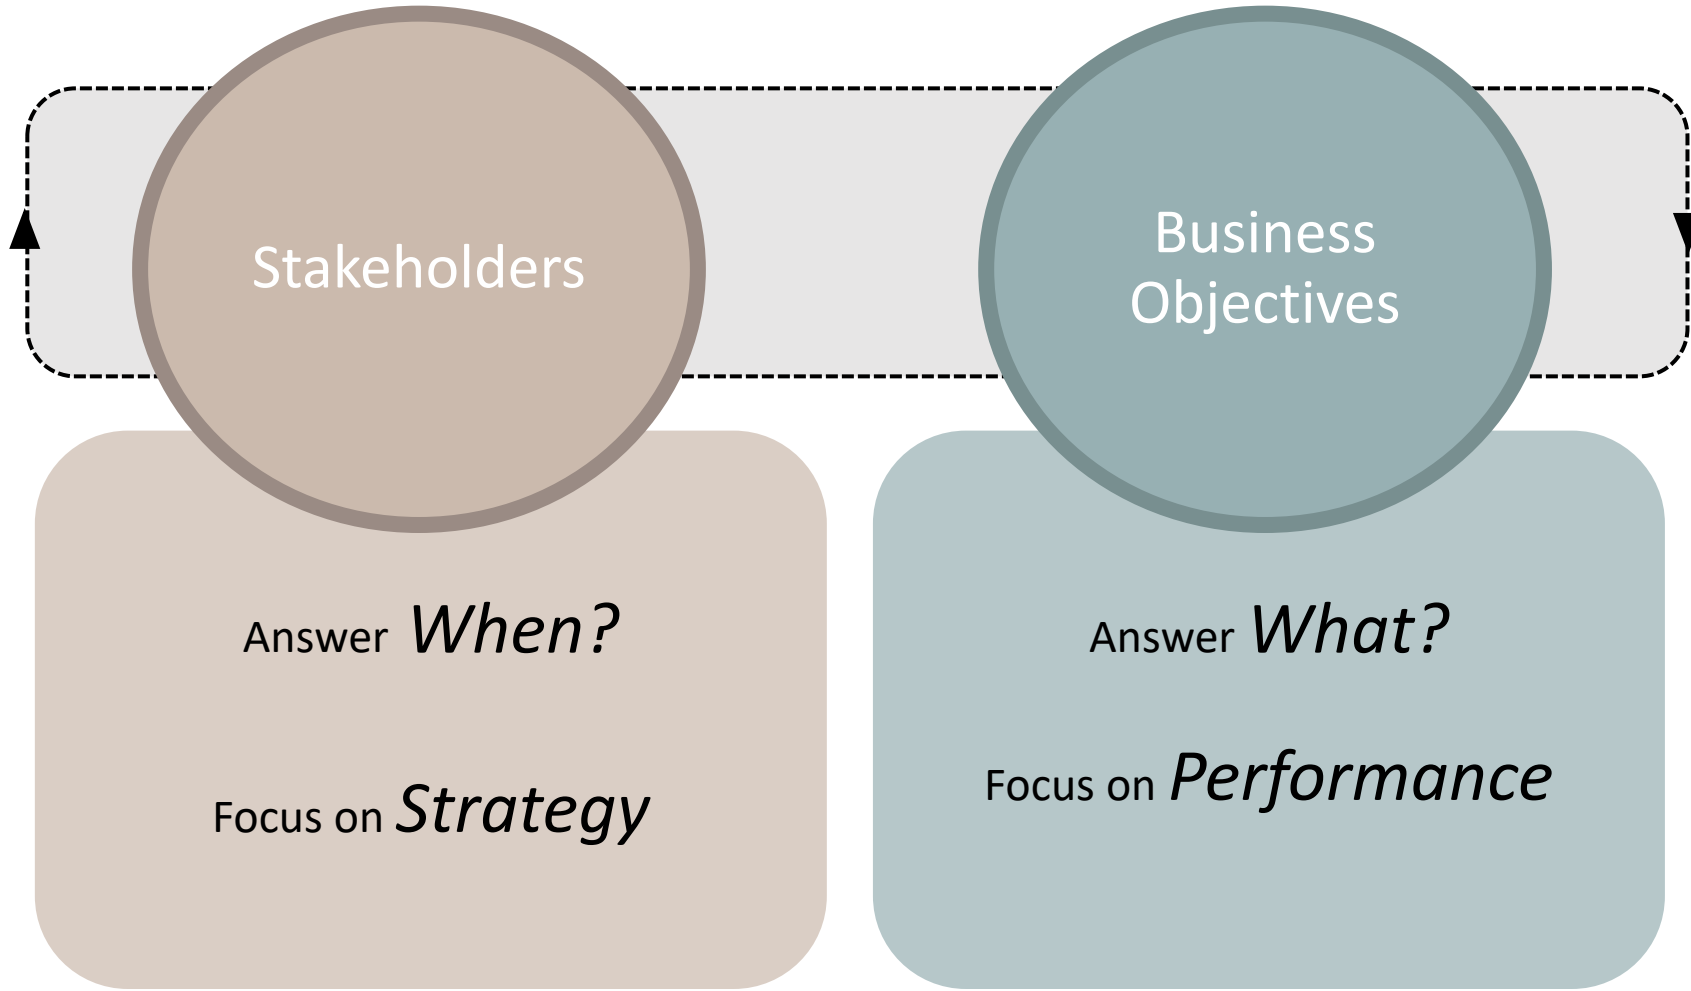 Stakeholders
Answer When?
Focus on Strategy
Business
Objectives
Answer What?
Focus on Performance